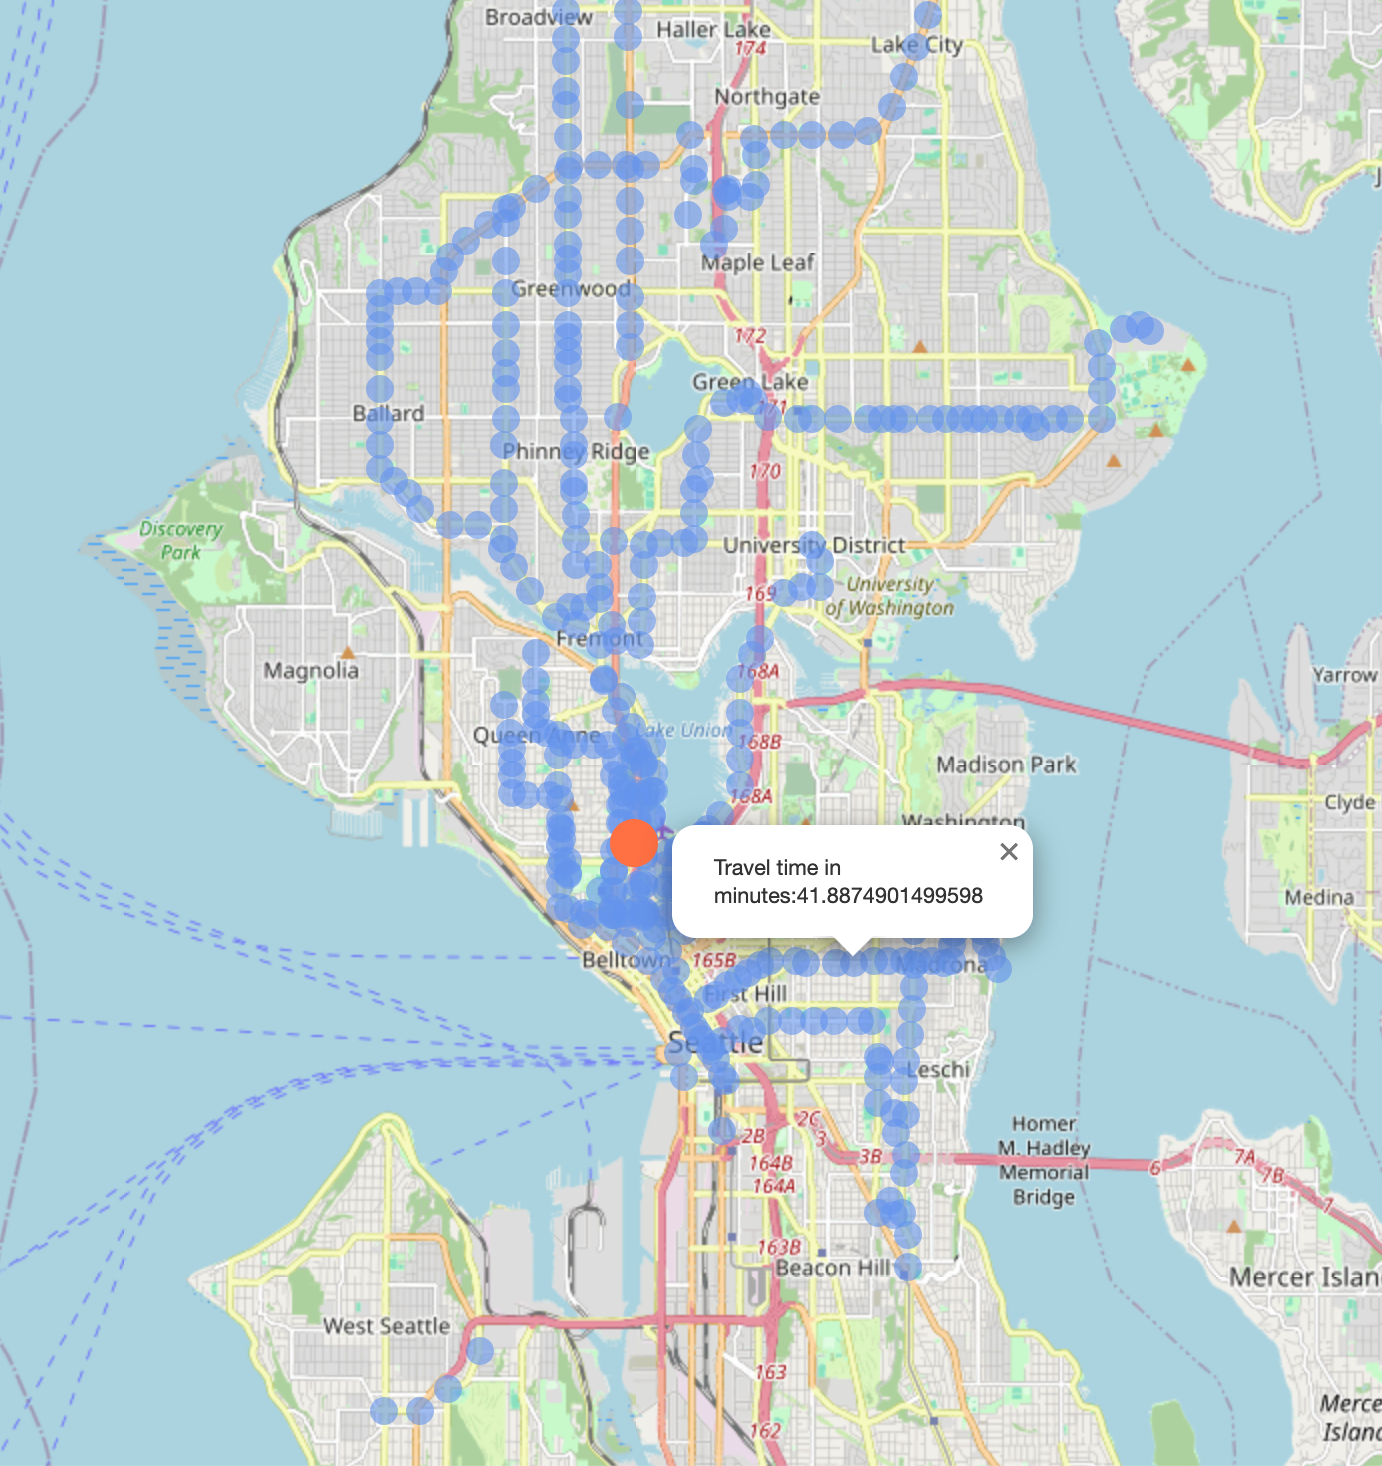 Broadview
Haller Lake
174
Lake City
Northgate
Maple Leaf
Greenwood
172
Green Lake
171
Ballard
Phinney Ridge
170
Discovery
Park
University District
169
University
of Washington
Fremont
Magnolia
168A
Yarrow
Queen Anne
Lake Union
168B
Madison Park
168A
Clyde
Washington
Travel time in
minutes:41.8874901499598
Medina
Belltown
165B
Madrona
First Hill
Seattle
Leschi
2C
3
2B
3B
Homer
M. Hadley
Memorial
Bridge
6
7A
7B
7
164B
164A
163B
Beacon Hill
Mercer Islan
West Seattle
163
Merce
Island
162